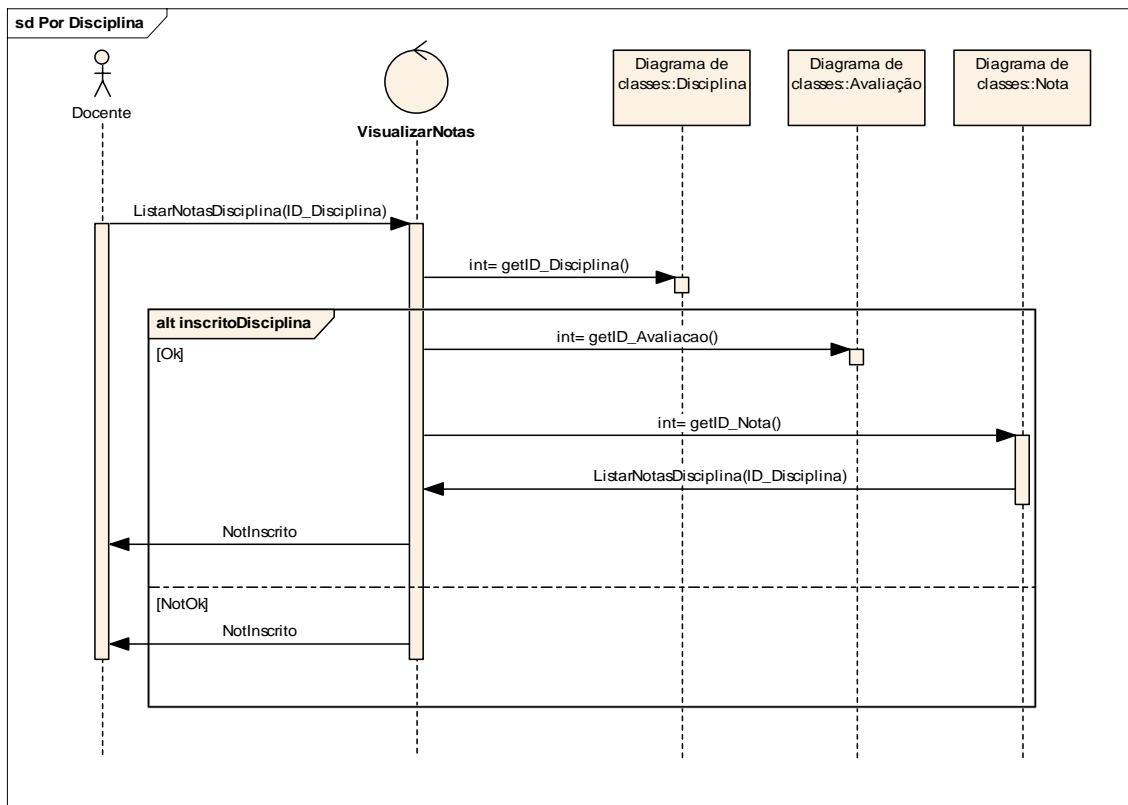 sd Por Disciplina
Docente
VisualizarNotas
Diagrama de
classes::Disciplina
Diagrama de
classes::Avaliação
Diagrama de
classes::Nota
ListarNotasDisciplina(ID_Disciplina)
int= getID_Disciplina()
alt inscritoDisciplina
[Ok]
int= getID_Avaliacao()
int= getID_Nota()
ListarNotasDisciplina(ID_Disciplina)
NotInscrito
[NotOk]
NotInscrito